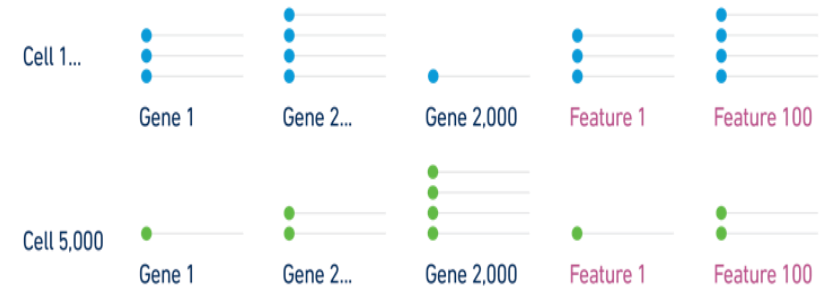 Cell 1...
Gene 1 Gene 2... Gene 2,000 Feature 1 Feature 100
Cell 5,000
Gene 1 Gene 2... Gene 2,000 Feature 1 Feature 100